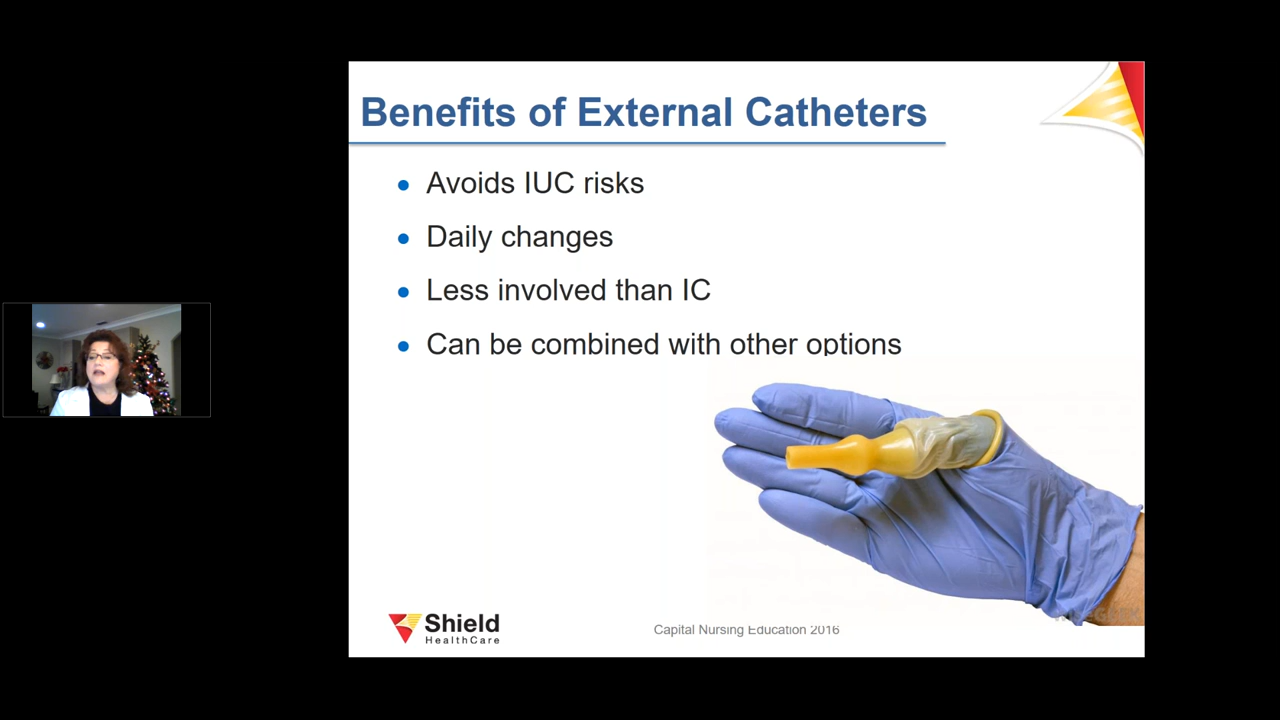 Benefits of External Catheters
Avoids IUC risks
Daily changes
Less involved than IC
Can be combined with other options
Shield
HealthCare
Capital Nursing Education 2016